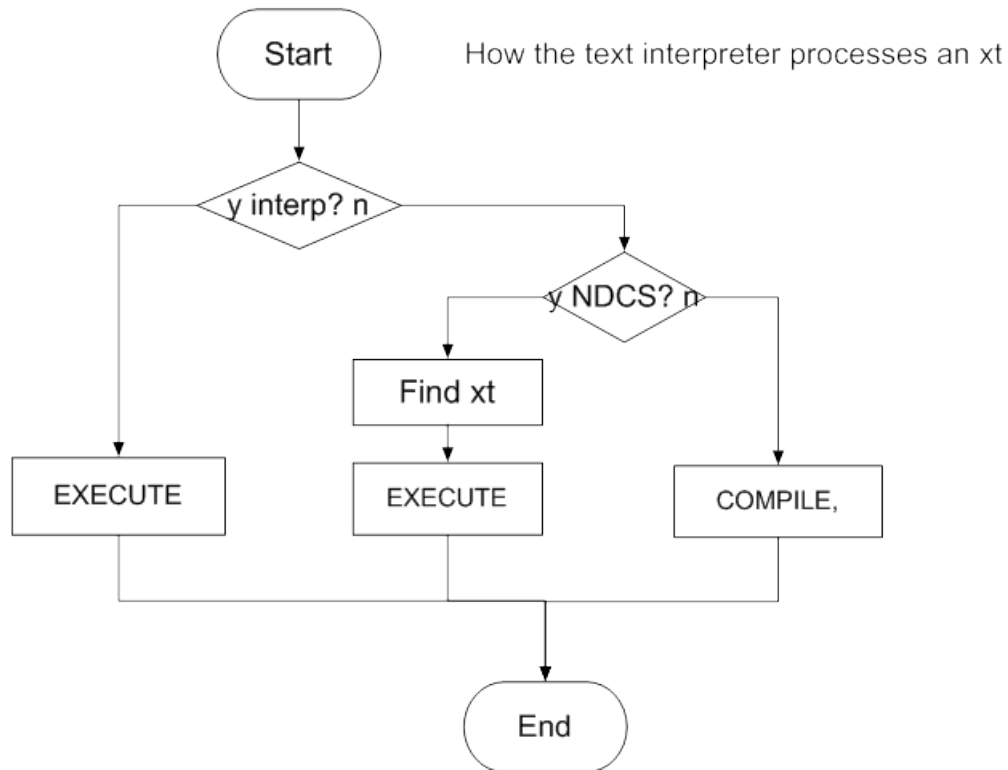 Start
How the text interpreter processes an xt
y interp? n
y NDCS? n
Find xt
EXECUTE
EXECUTE
COMPILE,
End